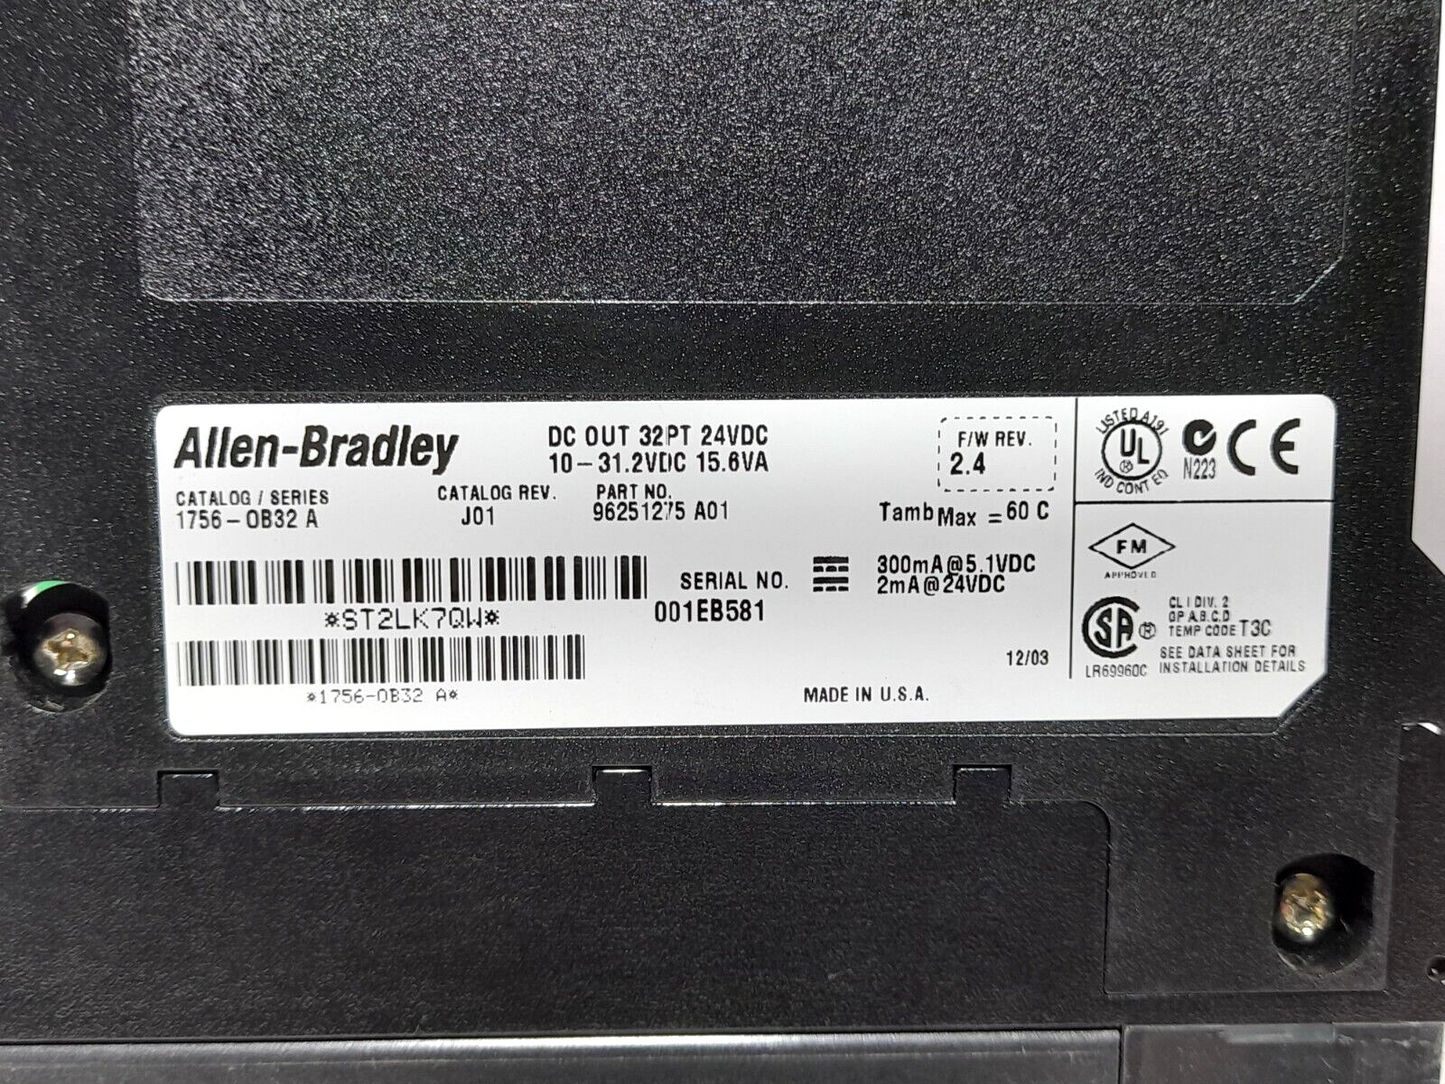 Allen-Bradley
DC OUT 32PT 24VDC
10-31.2VDC 15.6VA
F/W REV.
2.4
CATALOG / SERIES
1756-OB32 A
CATALOG REV.
J01
PART NO.
96251275 A01
Tamb Max = 60 C
*ST2LK7QW*
SERIAL NO.
001EB581
300mA@5.1VDC
2mA@24VDC
*1756-OB32 A*
12/03
MADE IN U.S.A.
LISTED A191
UL
®
IND CONT EQ
N223
CE
FM
APPROVED
SA
®
LR69960C
CL I DIV. 2
GP A,B,C,D
TEMP CODE T3C
SEE DATA SHEET FOR
INSTALLATION DETAILS